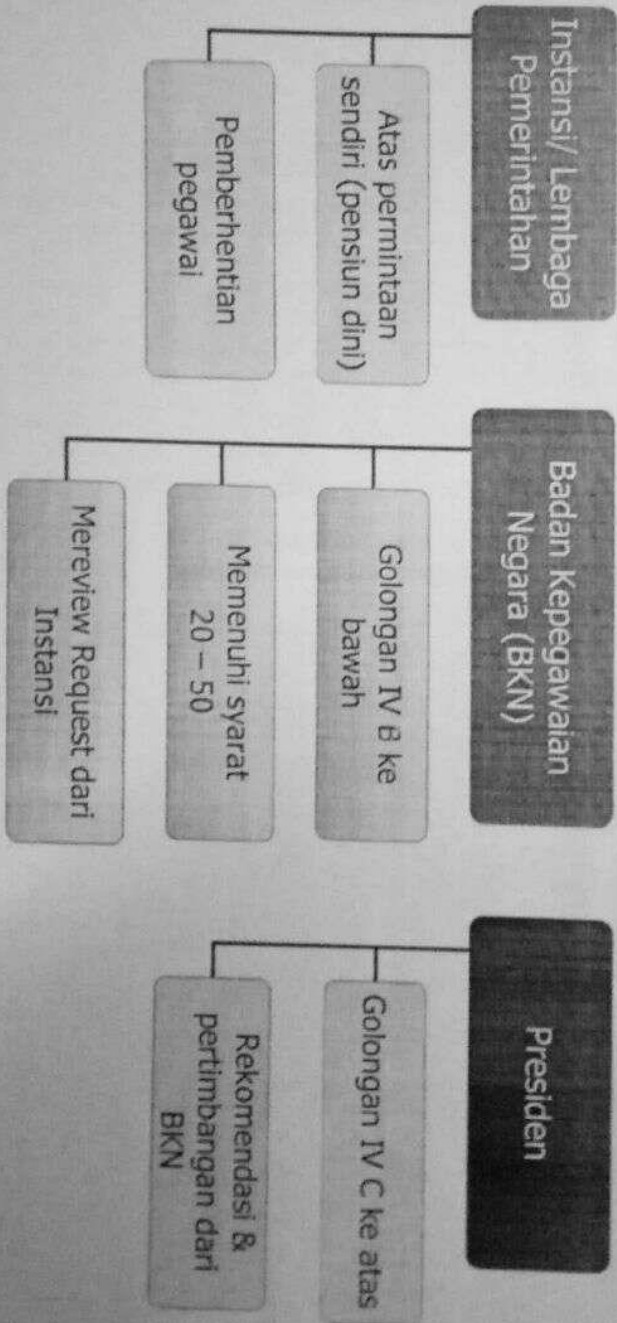 Instansi/ Lembaga
Pemerintahan
Atas permintaan
sendiri (pensiun dini)
Pemberhentian
pegawai
Badan Kepegawaian
Negara (BKN)
Golongan IV B ke
bawah
Memenuhi syarat
20 – 50
Mereview Request dari
Instansi
Presiden
Golongan IV C ke atas
Rekomendasi &
pertimbangan dari
BKN